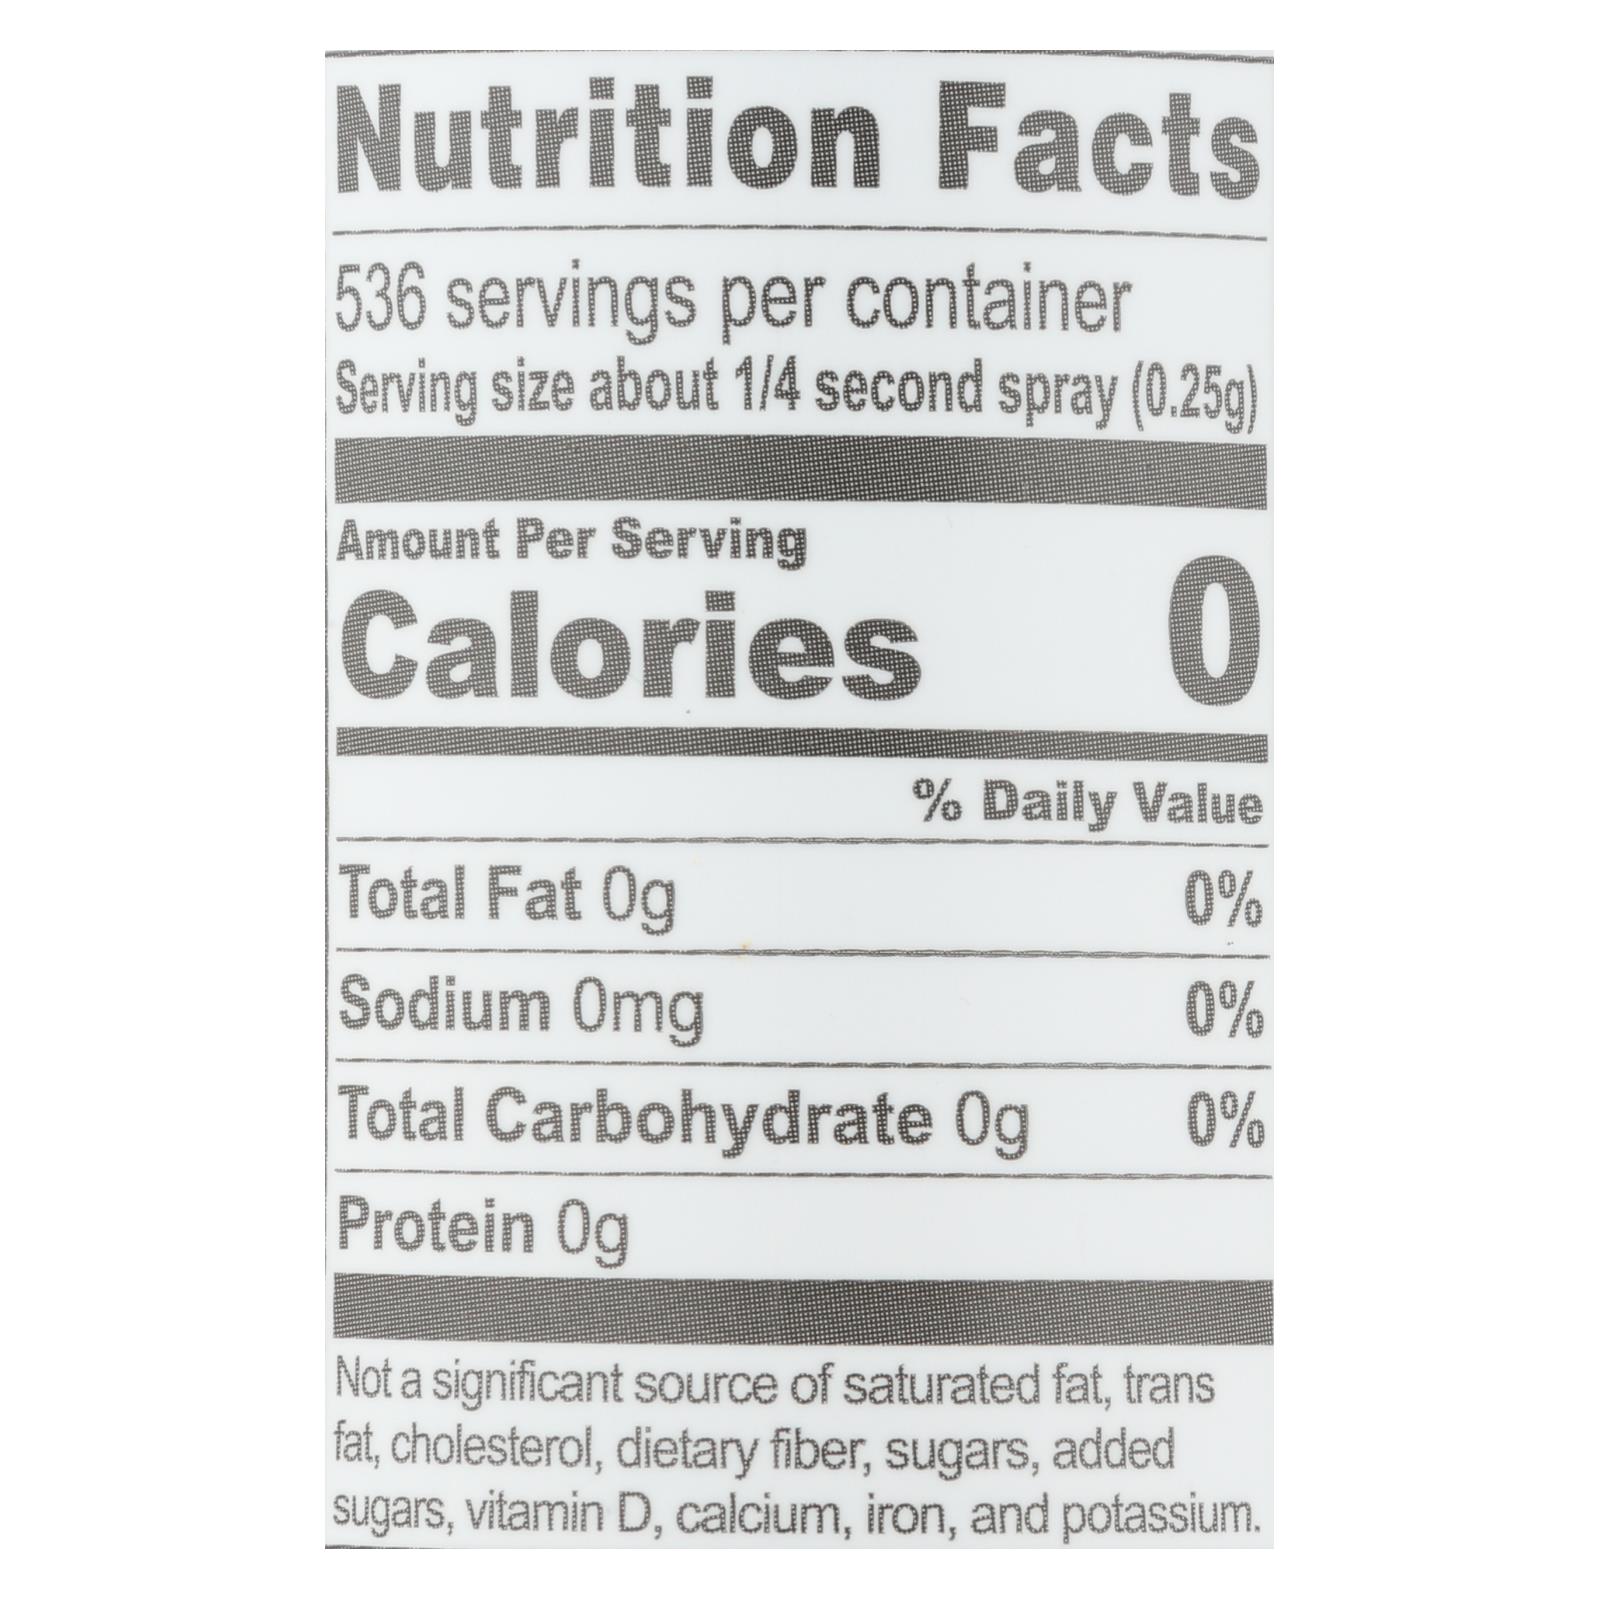 Nutrition Facts
536 servings per container
Serving size about 1/4 second spray (0.25g)
Amount Per Serving
Calories 0
% Daily Value
Total Fat 0g 0%
Sodium 0mg 0%
Total Carbohydrate 0g 0%
Protein 0g
Not a significant source of saturated fat, trans
fat, cholesterol, dietary fiber, sugars, added
sugars, vitamin D, calcium, iron, and potassium.